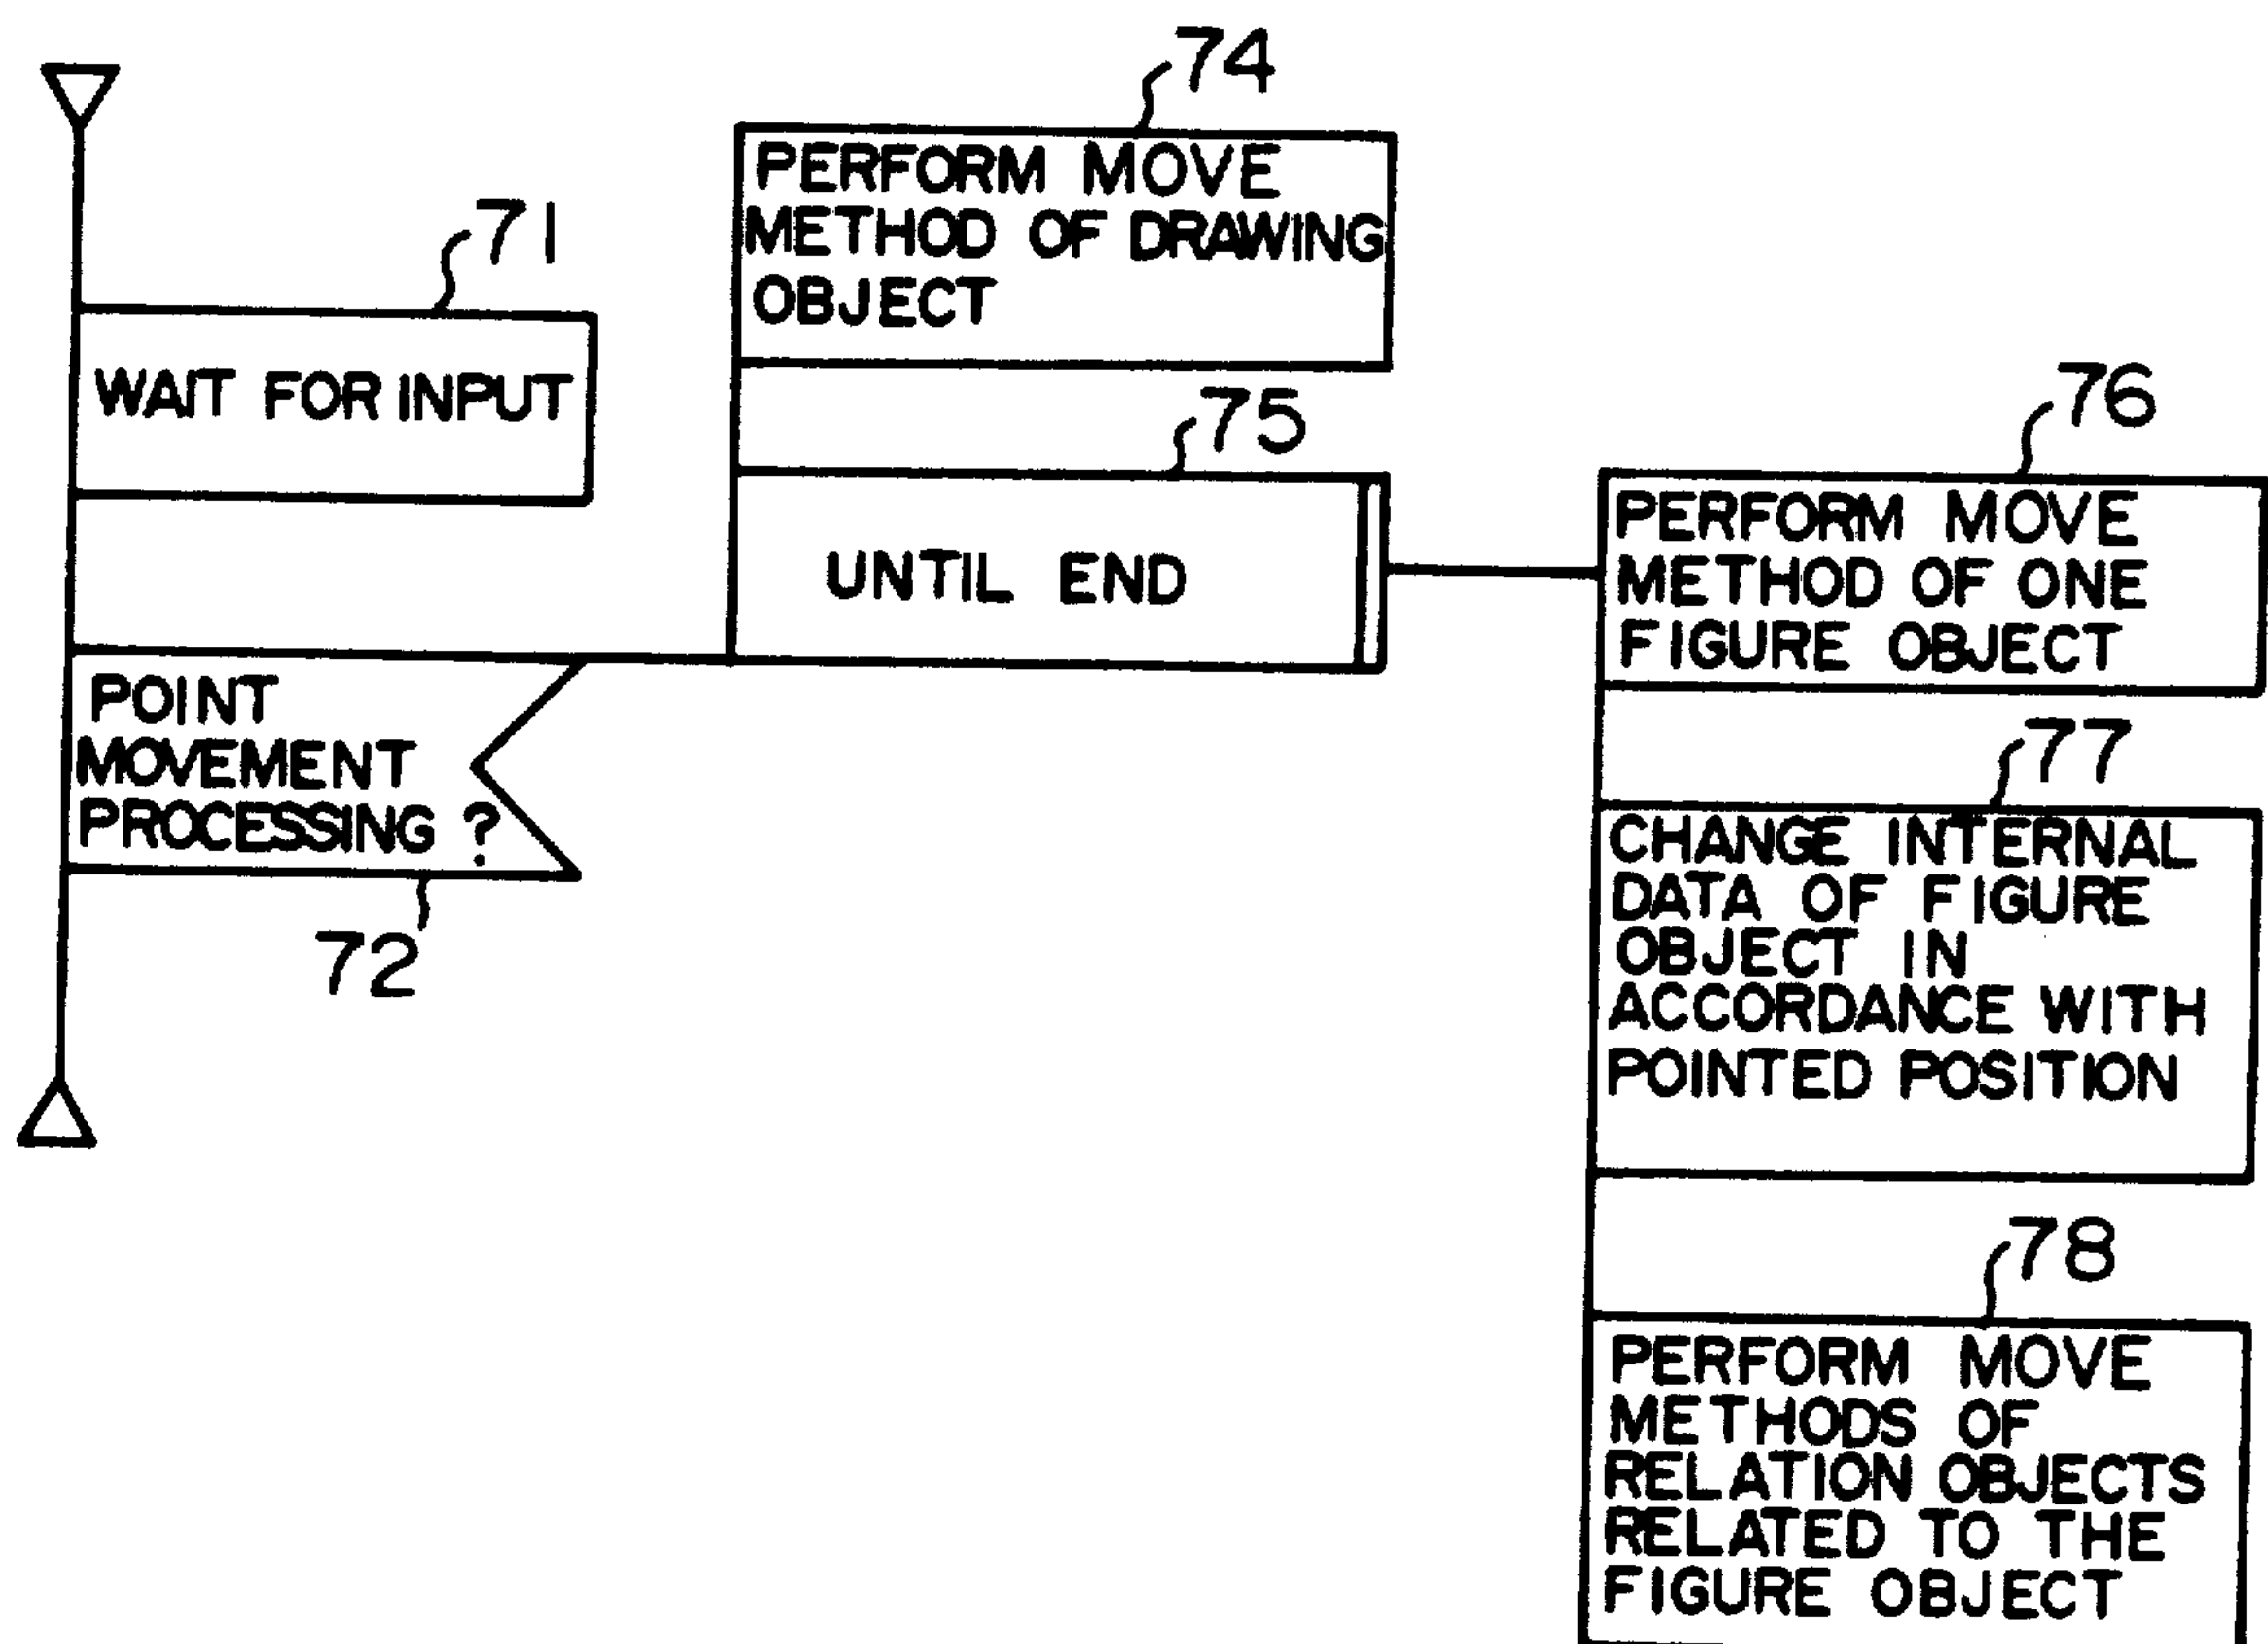 71
WAIT FOR INPUT
POINT
MOVEMENT
PROCESSING ?
72
74
PERFORM MOVE
METHOD OF DRAWING
OBJECT
75
UNTIL END
76
PERFORM MOVE
METHOD OF ONE
FIGURE OBJECT
77
CHANGE INTERNAL
DATA OF FIGURE
OBJECT IN
ACCORDANCE WITH
POINTED POSITION
78
PERFORM MOVE
METHODS OF
RELATION OBJECTS
RELATED TO THE
FIGURE OBJECT